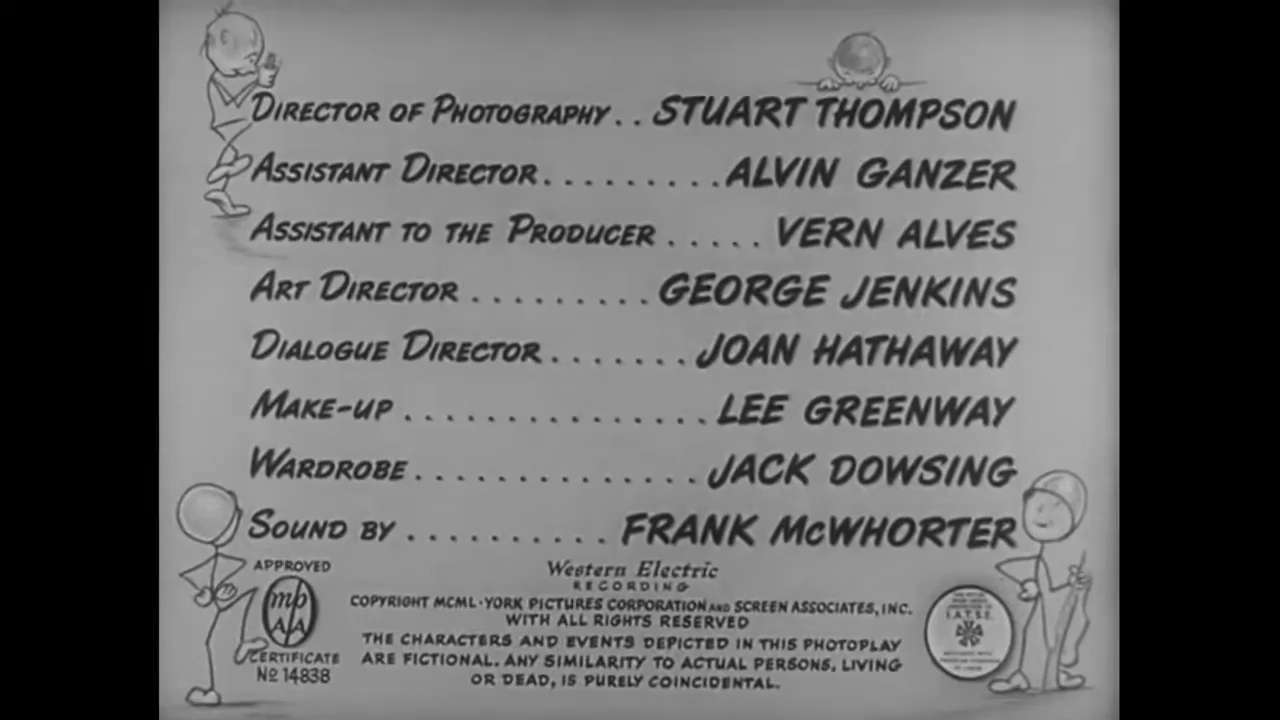 DIRECTOR OF PHOTOGRAPHY . . STUART THOMPSON
ASSISTANT DIRECTOR . . . . . . . . . ALVIN GANZER
ASSISTANT TO THE PRODUCER . . . . . VERN ALVES
ART DIRECTOR . . . . . . . . . GEORGE JENKINS
DIALOGUE DIRECTOR . . . . . . . JOAN HATHAWAY
MAKE-UP . . . . . . . . . . . . . . . LEE GREENWAY
WARDROBE . . . . . . . . . . . . . . JACK DOWSING
SOUND BY . . . . . . . . . . FRANK McWHORTER
APPROVED
mp
AA
CERTIFICATE
No 14838
Western Electric
RECORDING
COPYRIGHT MCML · YORK PICTURES CORPORATION AND SCREEN ASSOCIATES, INC.
WITH ALL RIGHTS RESERVED
THE CHARACTERS AND EVENTS DEPICTED IN THIS PHOTOPLAY
ARE FICTIONAL. ANY SIMILARITY TO ACTUAL PERSONS, LIVING
OR DEAD, IS PURELY COINCIDENTAL.
I.A.T.S.E.